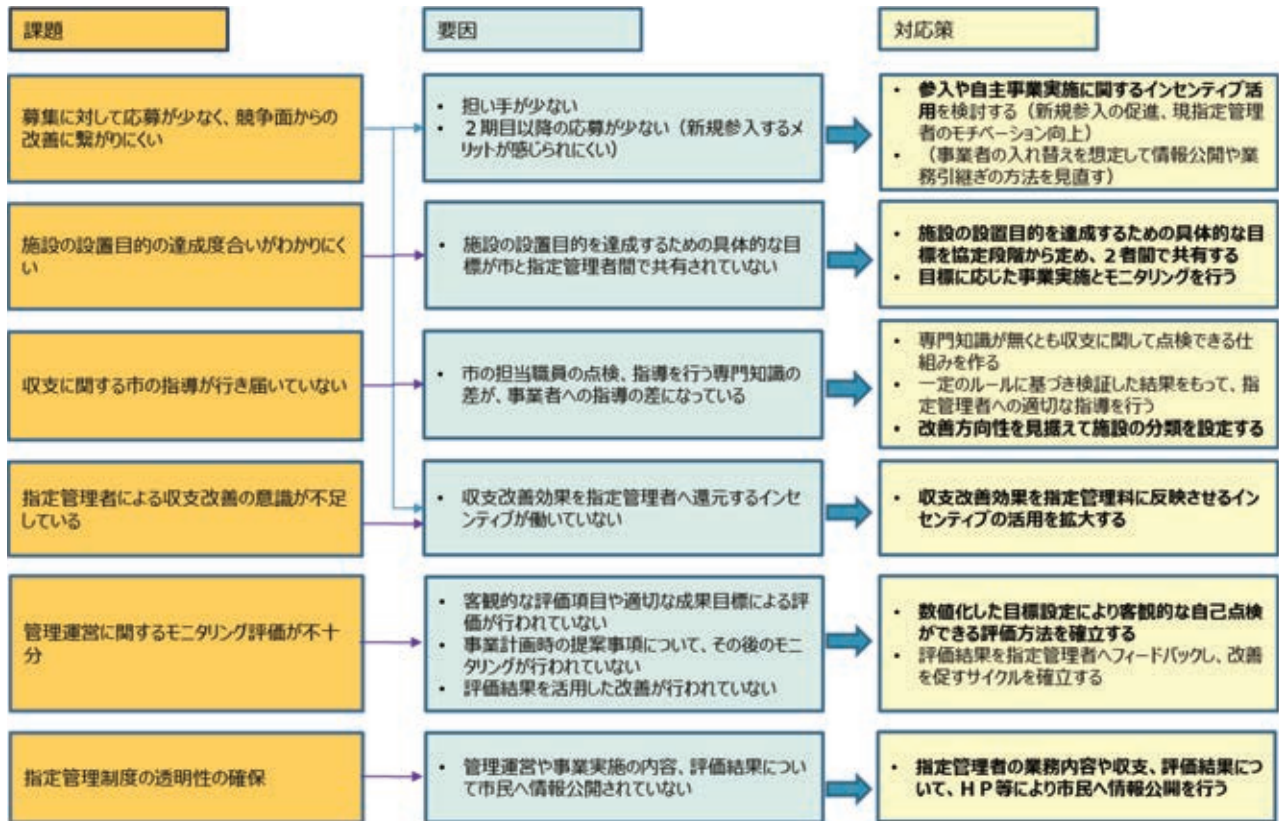 課題
要因
対応策
募集に対して応募が少なく、競争面からの
改善に繋がりにくい
• 担い手が少ない
• ２期目以降の応募が少ない（新規参入するメ
リットが感じられにくい）
• 参入や自主事業実施に関するインセンティブ活
用を検討する（新規参入の促進、現指定管理
者のモチベーション向上）
• （事業者の入れ替えを想定して情報公開や業
務引継ぎの方法を見直す）
施設の設置目的の達成度合いがわかりにく
い
• 施設の設置目的を達成するための具体的な目
標が市と指定管理者間で共有されていない
• 施設の設置目的を達成するための具体的な目
標を協定段階から定め、２者間で共有する
• 目標に応じた事業実施とモニタリングを行う
収支に関する市の指導が行き届いていない
• 市の担当職員の点検、指導を行う専門知識の
差が、事業者への指導の差になっている
• 専門知識が無くとも収支に関して点検できる仕
組みを作る
• 一定のルールに基づき検証した結果をもって、指
定管理者への適切な指導を行う
• 改善方向性を見据えて施設の分類を設定する
指定管理者による収支改善の意識が不足
している
• 収支改善効果を指定管理者へ還元するインセ
ンティブが働いていない
• 収支改善効果を指定管理料に反映させるイン
センティブの活用を拡大する
管理運営に関するモニタリング評価が不十
分
• 客観的な評価項目や適切な成果目標による評
価が行われていない
• 事業計画時の提案事項について、その後のモニ
タリングが行われていない
• 評価結果を活用した改善が行われていない
• 数値化した目標設定により客観的な自己点検
ができる評価方法を確立する
• 評価結果を指定管理者へフィードバックし、改善
を促すサイクルを確立する
指定管理制度の透明性の確保
• 管理運営や事業実施の内容、評価結果につい
て市民へ情報公開されていない
• 指定管理者の業務内容や収支、評価結果につ
いて、ＨＰ等により市民へ情報公開を行う